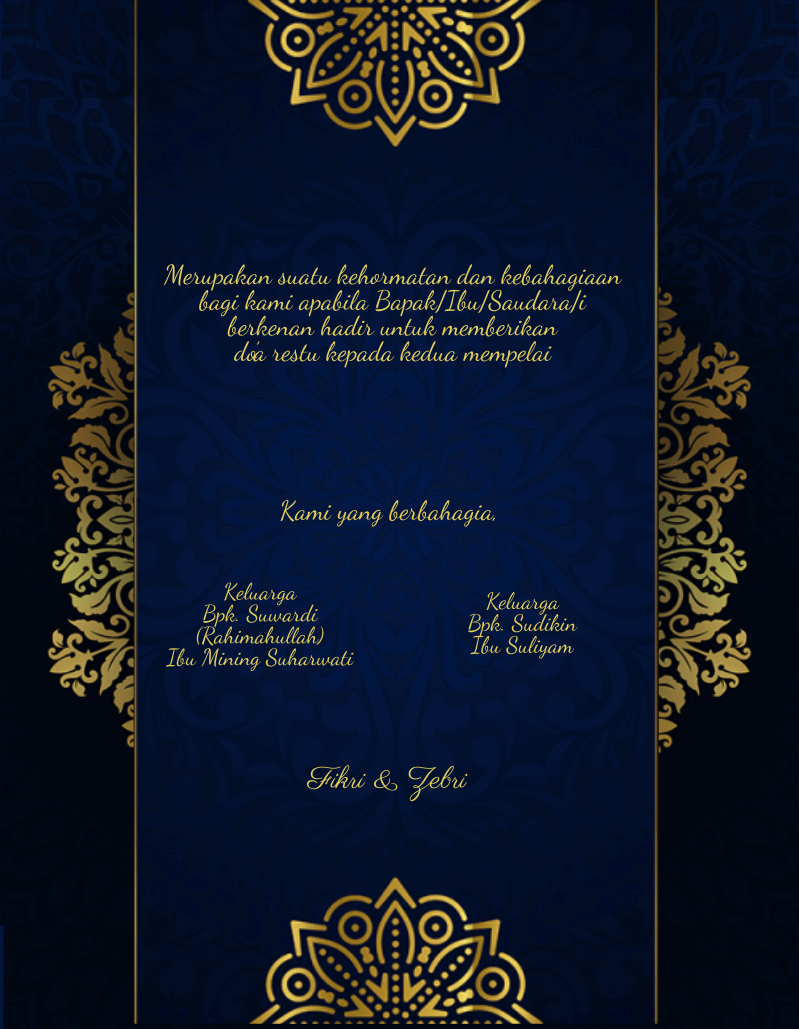 Merupakan suatu kehormatan dan kebahagiaan
bagi kami apabila Bapak/Ibu/Saudara/i
berkenan hadir untuk memberikan
do'a restu kepada kedua mempelai
Kami yang berbahagia,
Keluarga
Bpk. Suwardi
(Rahimahullah)
Ibu Mining Suharwati
Keluarga
Bpk. Sudikin
Ibu Suliyam
Fikri & Zebri